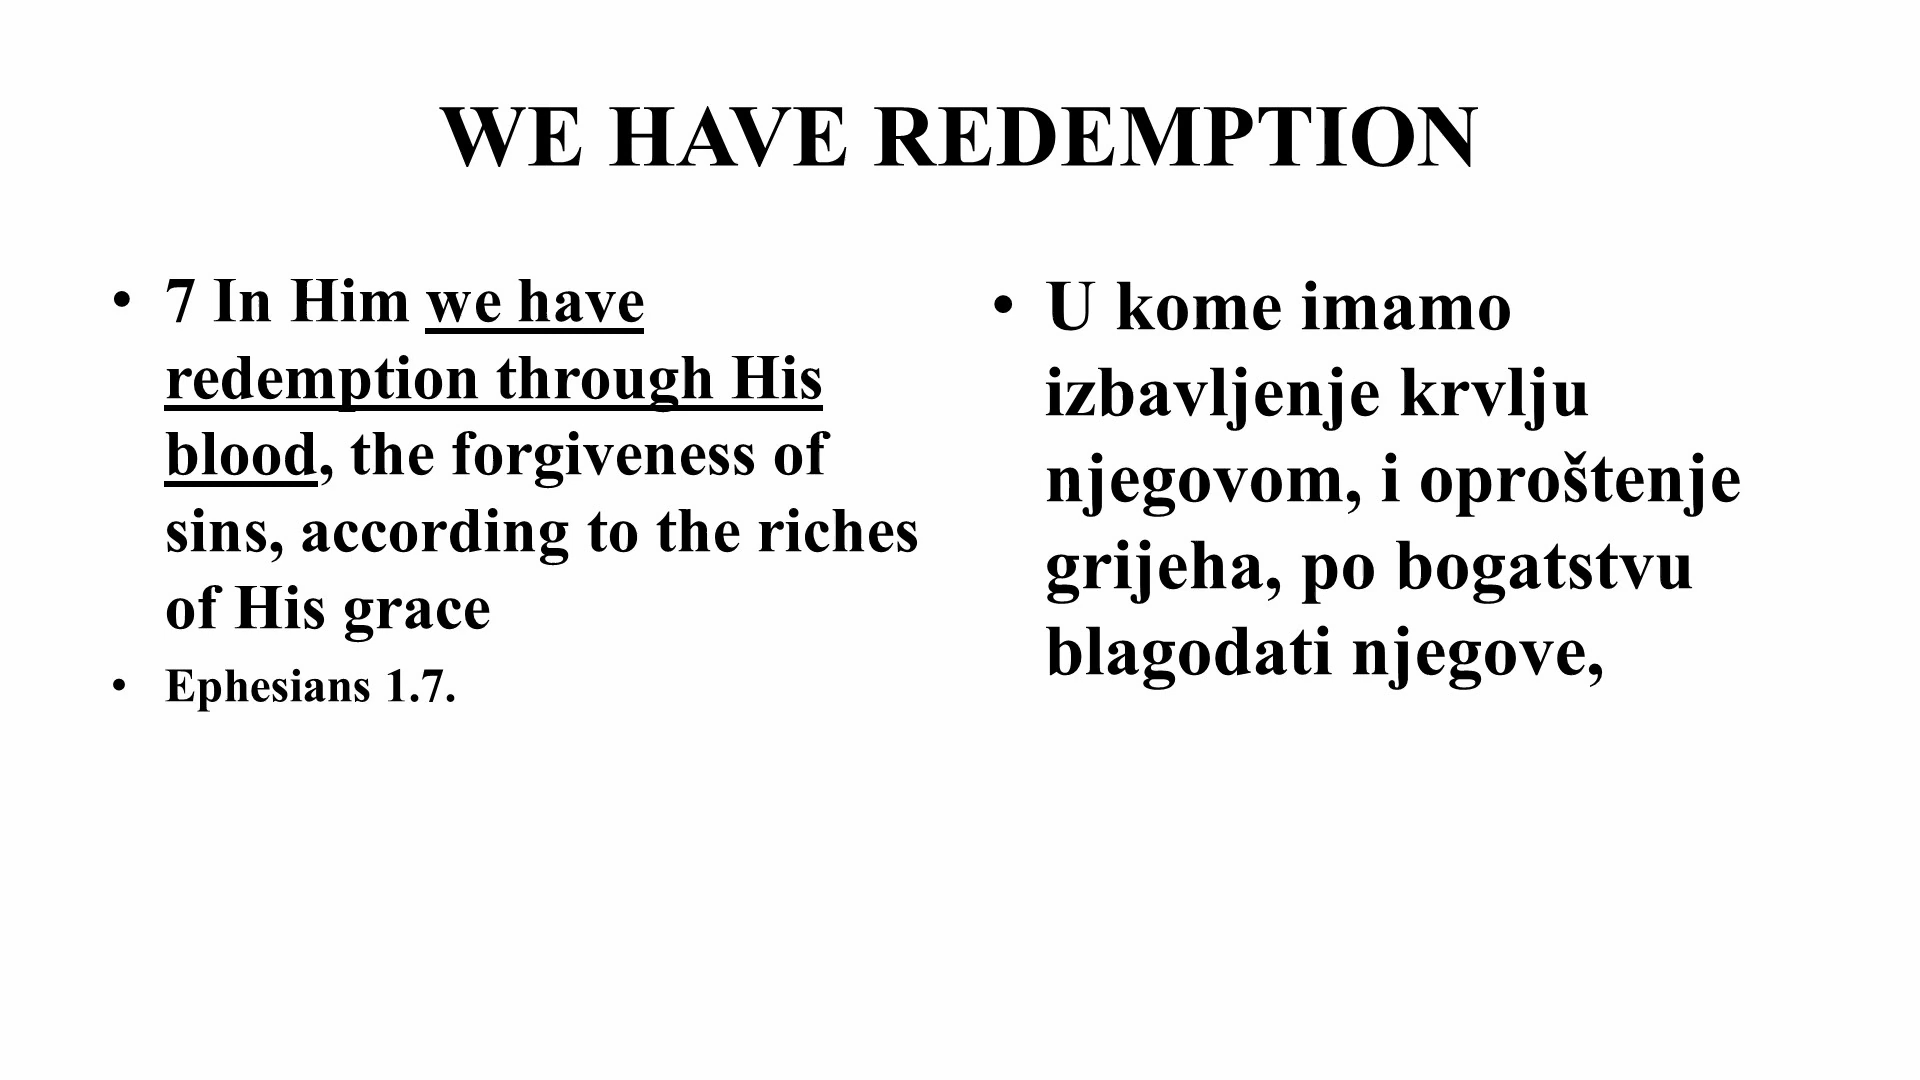 WE HAVE REDEMPTION
• 7 In Him we have
redemption through His
blood, the forgiveness of
sins, according to the riches
of His grace
• Ephesians 1.7.
• U kome imamo
izbavljenje krvlju
njegovom, i oproštenje
grijeha, po bogatstvu
blagodati njegove,